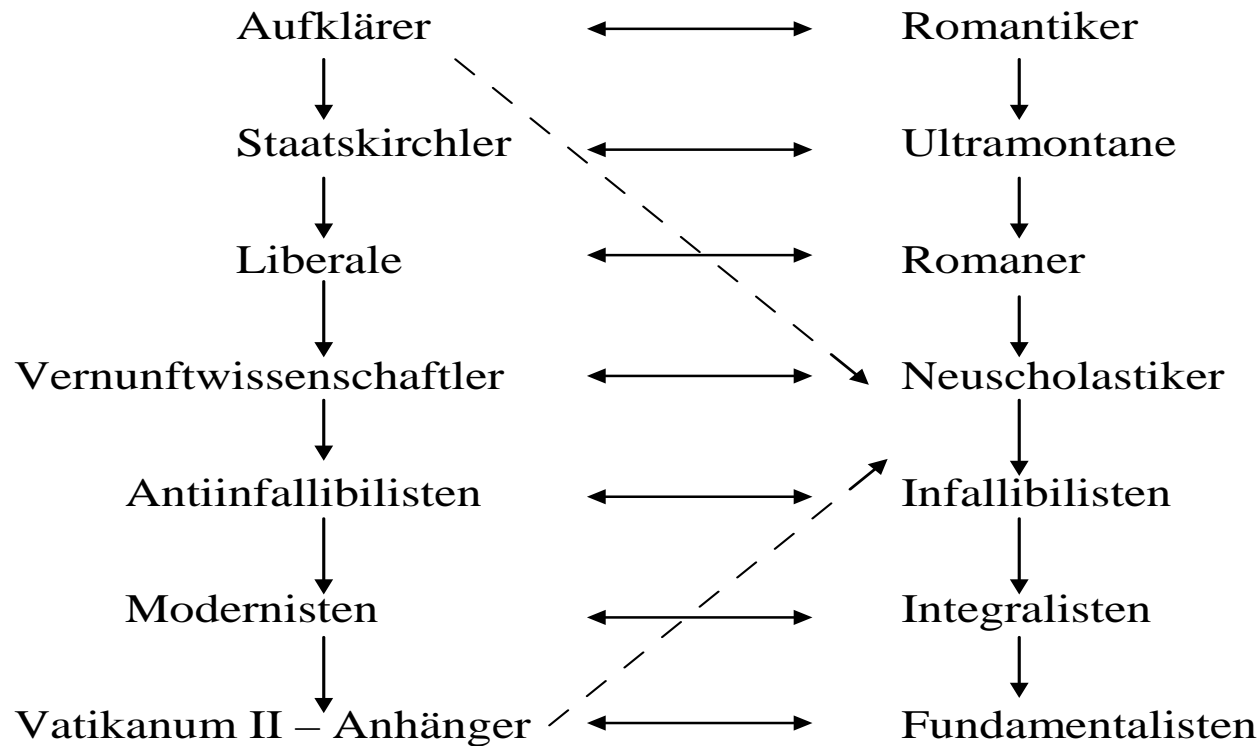 Aufklärer Romantiker
Staatskirchler Ultramontane
Liberale Romaner
Vernunftwissenschaftler Neuscholastiker
Antiinfallibilisten Infallibilisten
Modernisten Integralisten
Vatikanum II – Anhänger Fundamentalisten